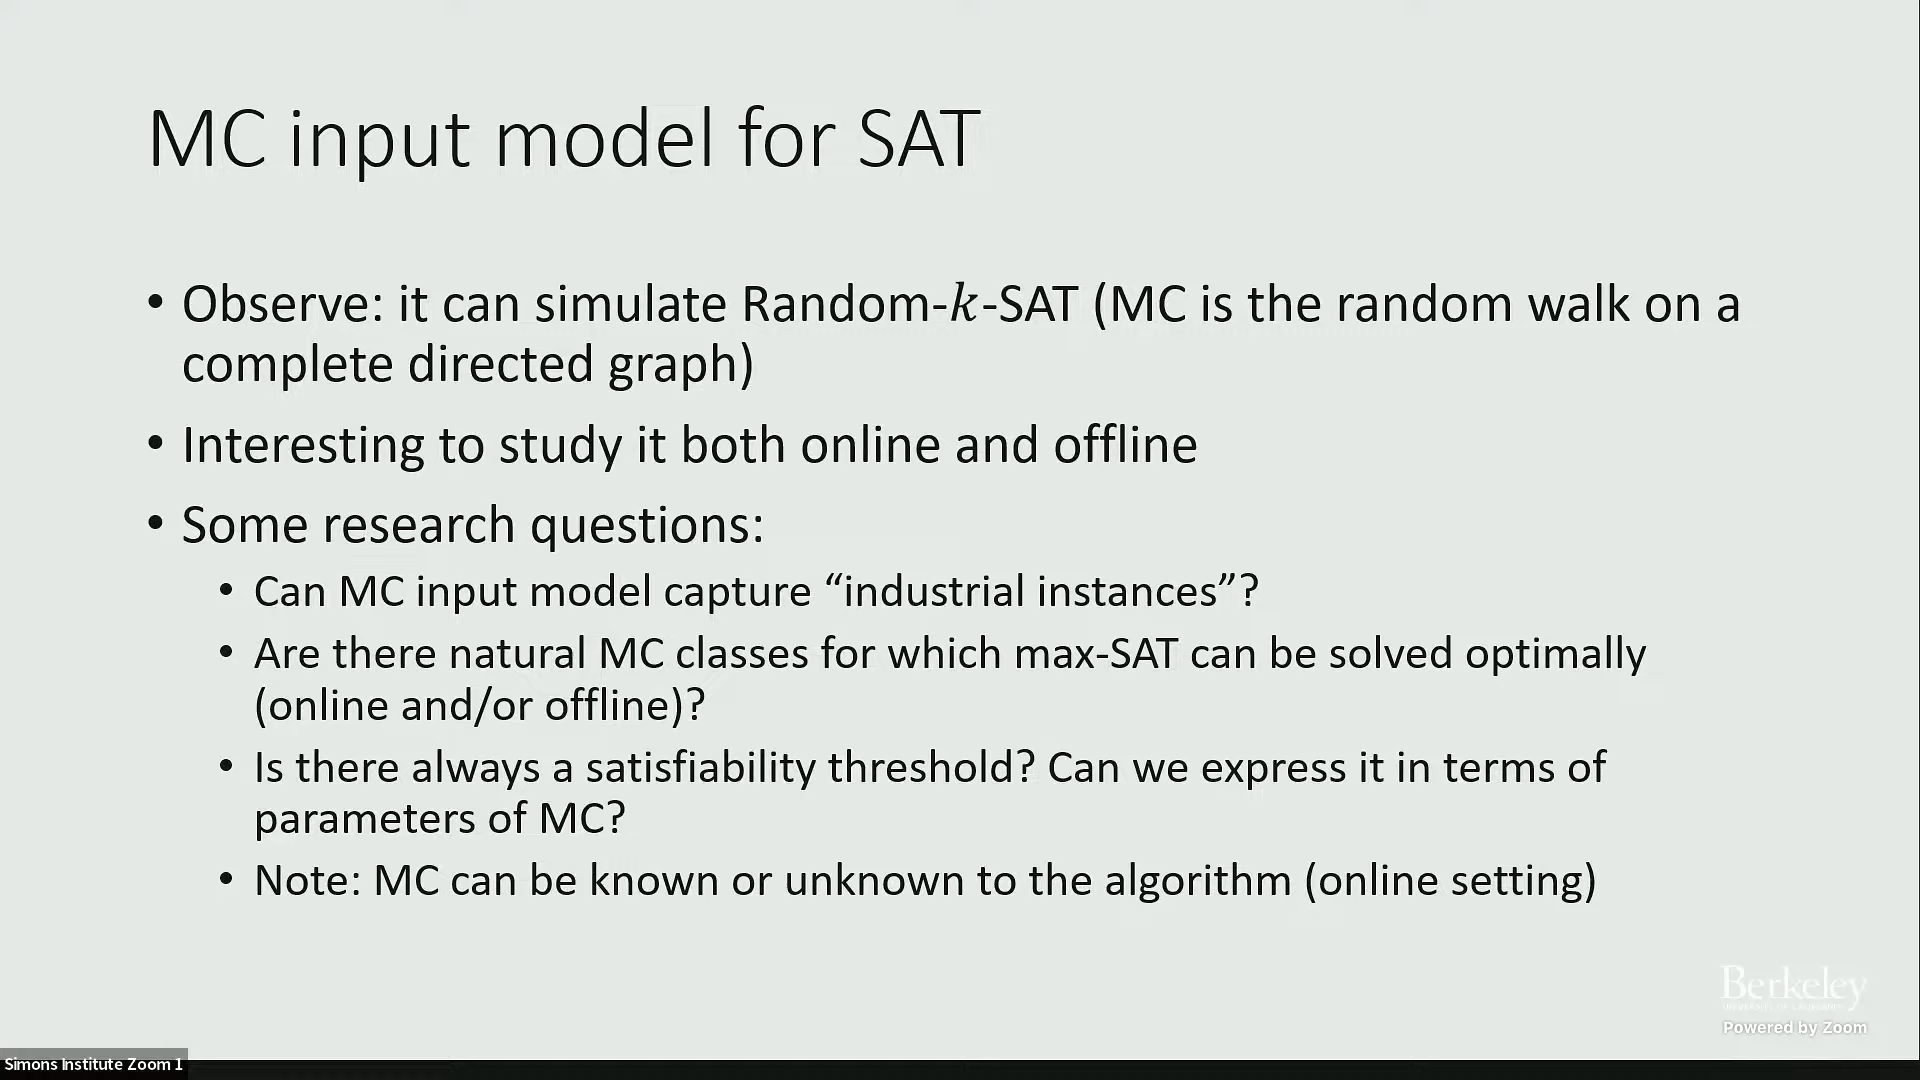 MC input model for SAT
• Observe: it can simulate Random-k-SAT (MC is the random walk on a
complete directed graph)
• Interesting to study it both online and offline
• Some research questions:
• Can MC input model capture “industrial instances”?
• Are there natural MC classes for which max-SAT can be solved optimally
(online and/or offline)?
• Is there always a satisfiability threshold? Can we express it in terms of
parameters of MC?
• Note: MC can be known or unknown to the algorithm (online setting)
Berkeley
UNIVERSITY OF CALIFORNIA
Powered by Zoom
Simons Institute Zoom 1